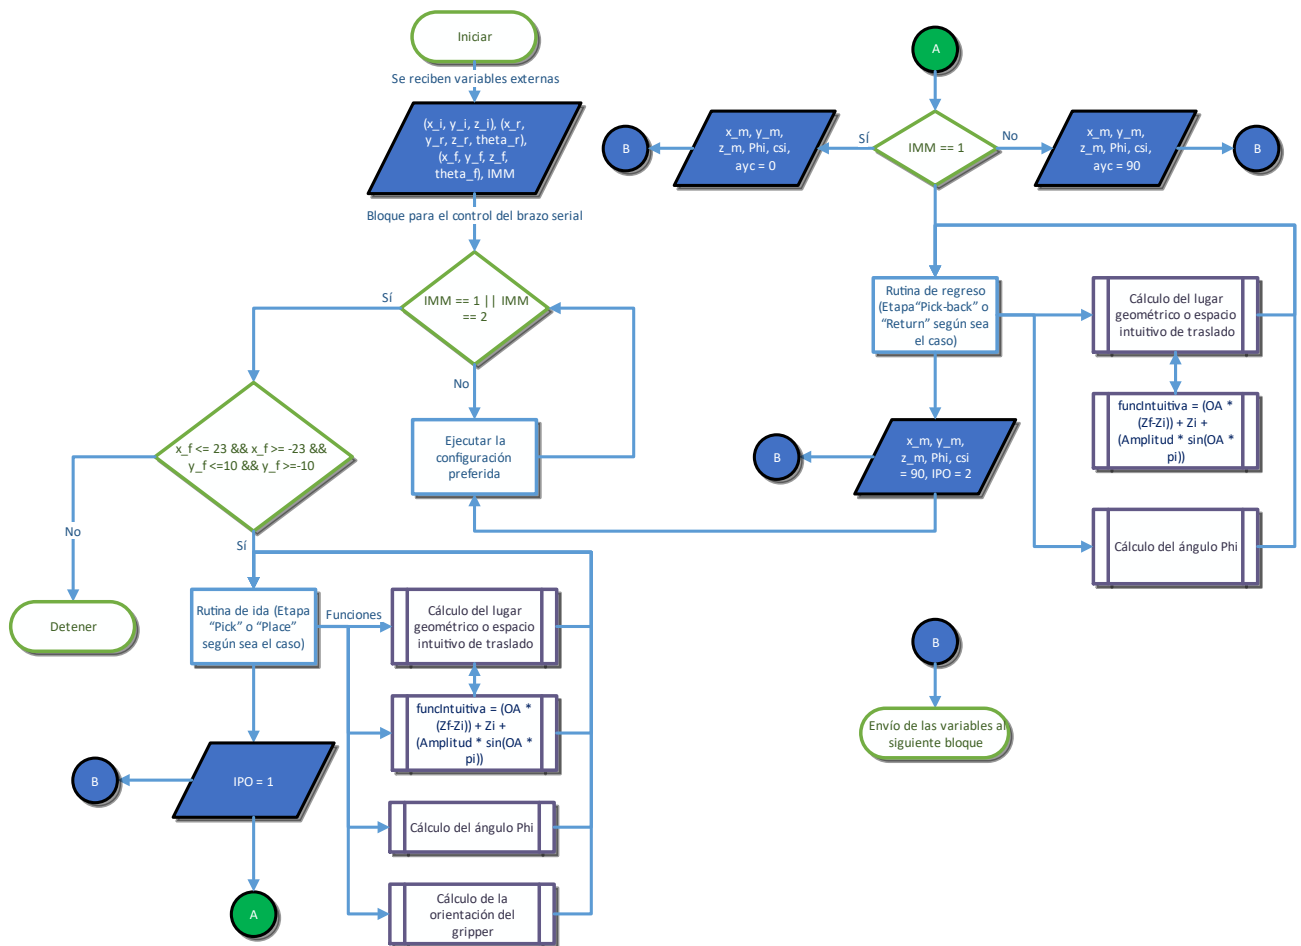 Iniciar
Se reciben variables externas
(x_i, y_i, z_i), (x_r,
y_r, z_r, theta_r),
(x_f, y_f, z_f,
theta_f), IMM
Bloque para el control del brazo serial
IMM == 1 || IMM
== 2
Sí
No
Ejecutar la
configuración
preferida
x_f <= 23 && x_f >= -23 &&
y_f <=10 && y_f >=-10
No
Sí
Detener
Rutina de ida (Etapa
“Pick” o “Place”
según sea el caso)
Funciones
Cálculo del lugar
geométrico o espacio
intuitivo de traslado
funcIntuitiva = (OA *
(Zf-Zi)) + Zi +
(Amplitud * sin(OA *
pi))
Cálculo del ángulo Phi
Cálculo de la
orientación del
gripper
IPO = 1
B
A
A
IMM == 1
Sí
No
x_m, y_m,
z_m, Phi, csi,
ayc = 0
B
x_m, y_m,
z_m, Phi, csi,
ayc = 90
B
Rutina de regreso
(Etapa“Pick-back” o
“Return” según sea
el caso)
Cálculo del lugar
geométrico o espacio
intuitivo de traslado
funcIntuitiva = (OA *
(Zf-Zi)) + Zi +
(Amplitud * sin(OA *
pi))
Cálculo del ángulo Phi
x_m, y_m,
z_m, Phi, csi
= 90, IPO = 2
B
B
Envío de las variables al
siguiente bloque